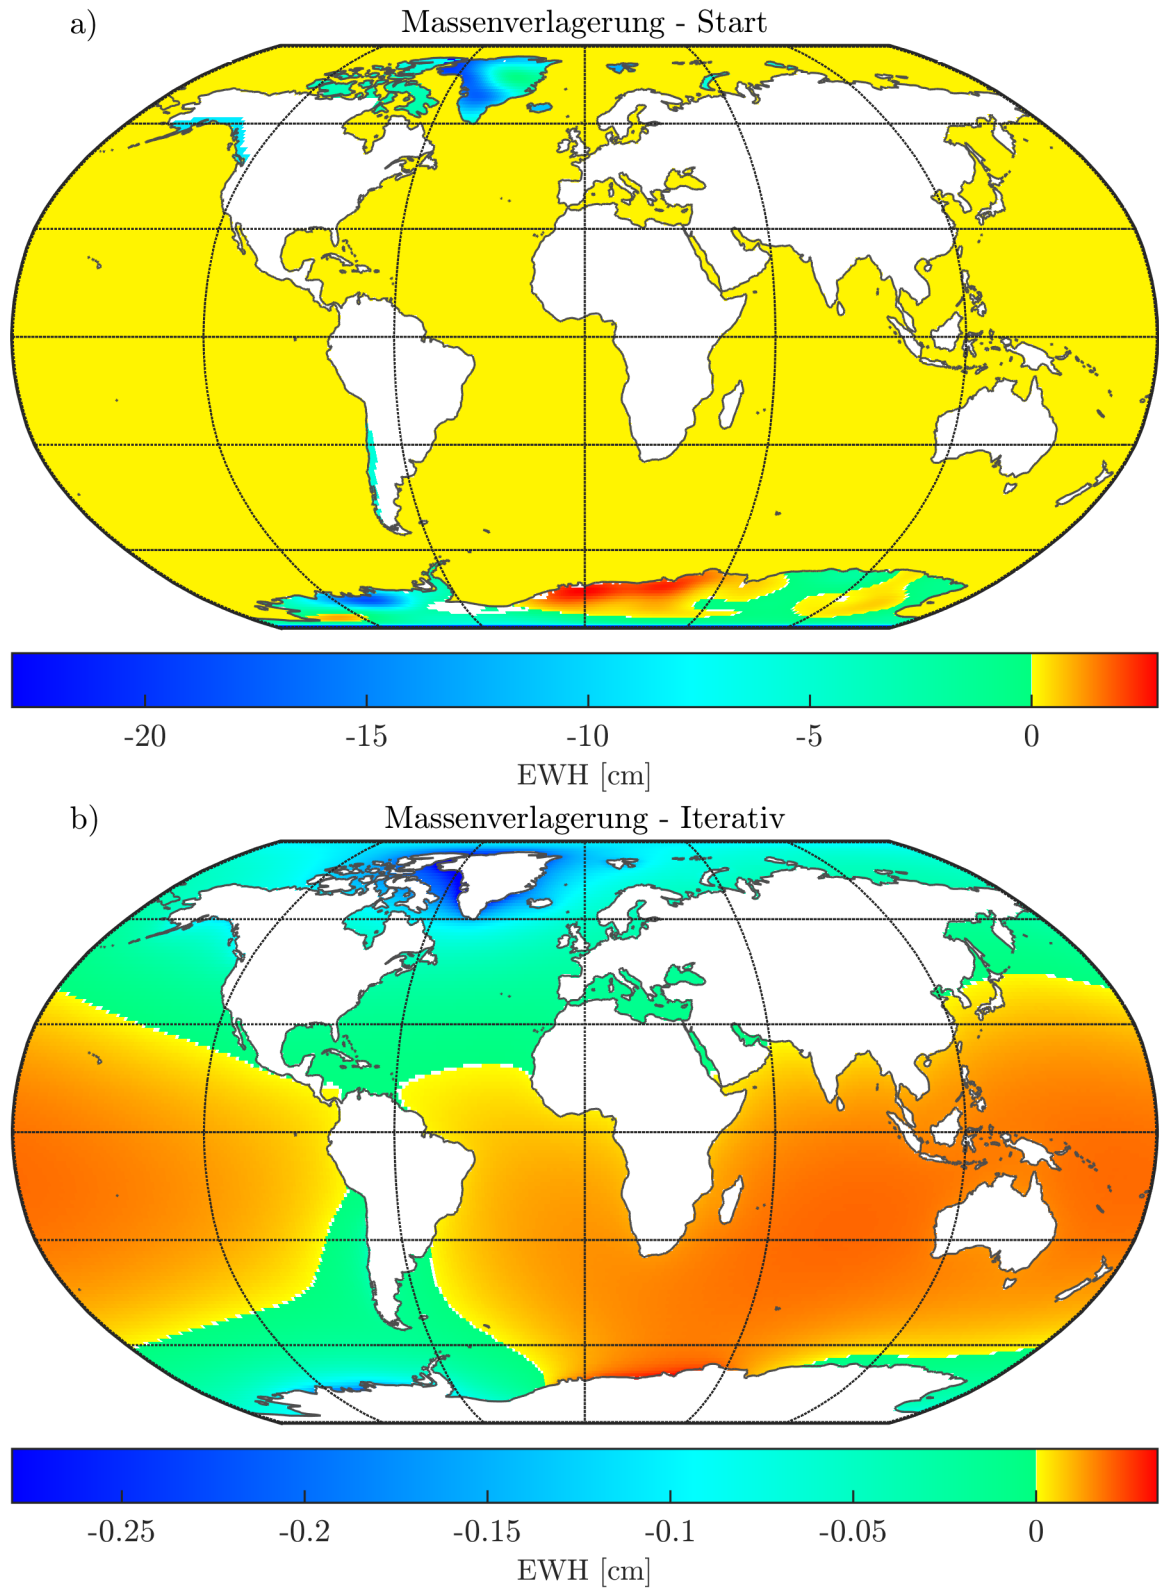 a)
Massenverlagerung - Start
-20 -15 -10 -5 0
EWH [cm]
b)
Massenverlagerung - Iterativ
-0.25 -0.2 -0.15 -0.1 -0.05 0
EWH [cm]